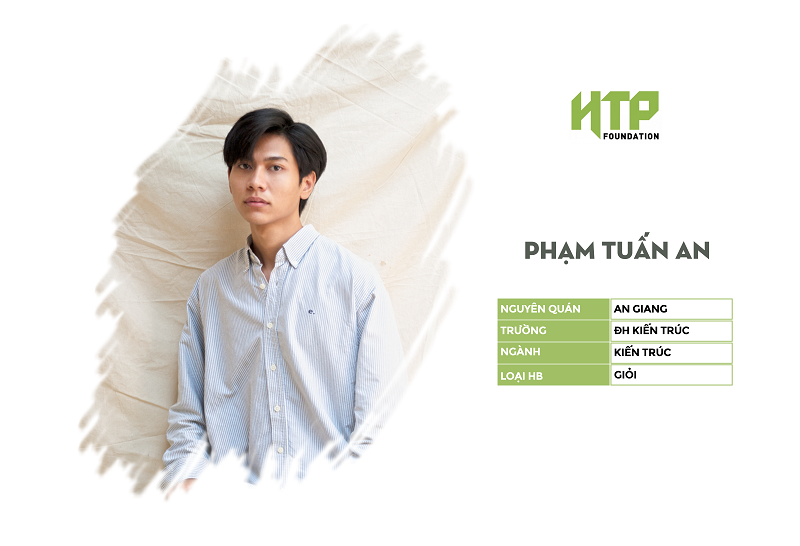 HTP
FOUNDATION
PHẠM TUẤN AN
NGUYÊN QUÁN AN GIANG
TRƯỜNG ĐH KIẾN TRÚC
NGÀNH KIẾN TRÚC
LOẠI HB GIỎI
e.